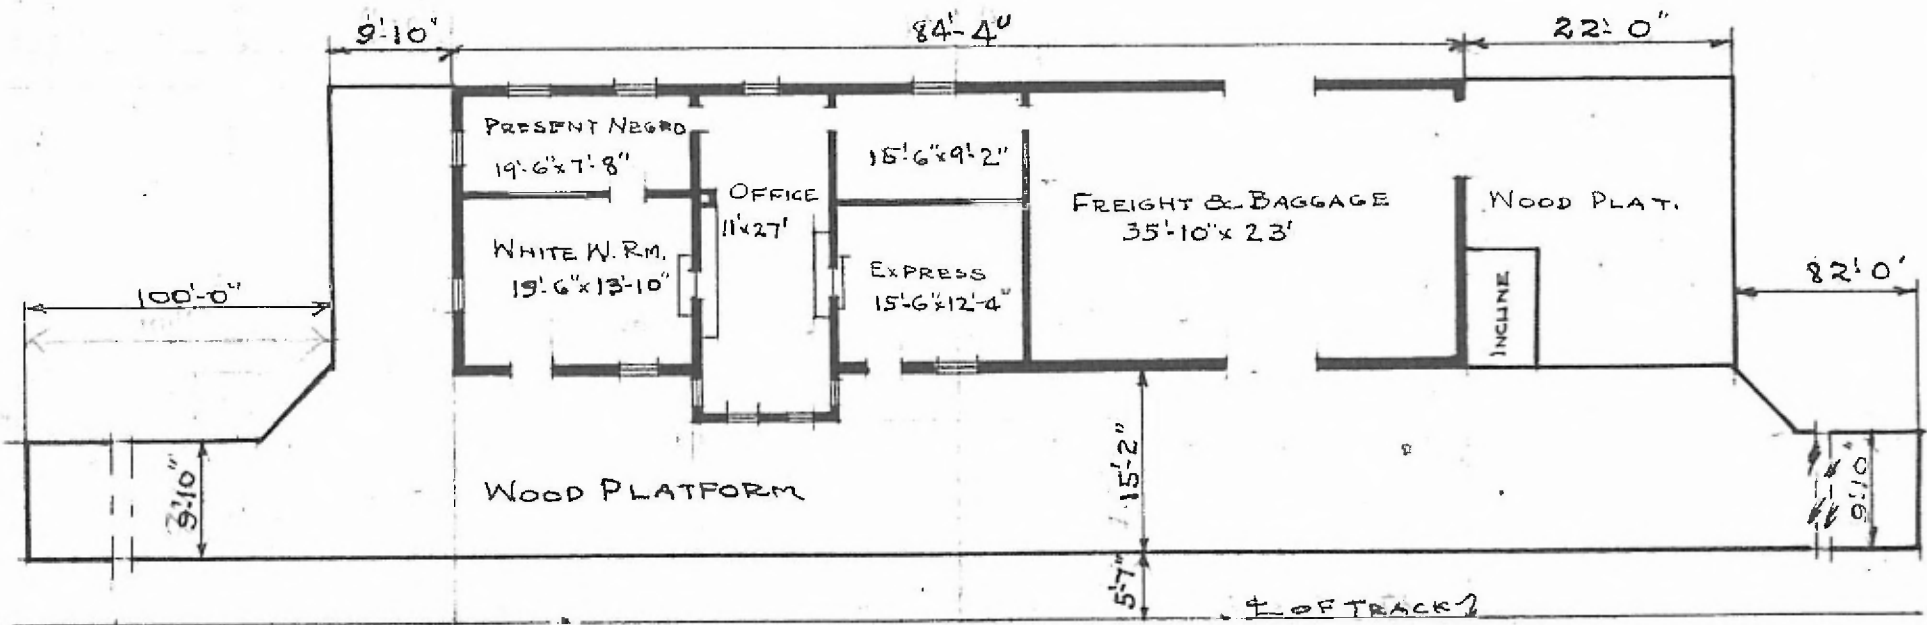 9'-10"
84'-4"
22'-0"
PRESENT NEGRO
19'-6"x7'-8"
15'-6"x9'-2"
OFFICE
11'x27'
FREIGHT & BAGGAGE
35'-10"x 23'
WOOD PLAT.
WHITE W. RM.
19'-6"x13'-10"
EXPRESS
15'-6"x12'-4"
INCLINE
100'-0"
82'-0"
9'-10"
WOOD PLATFORM
15'-2"
9'-10"
5'-7"
℄ OF TRACK